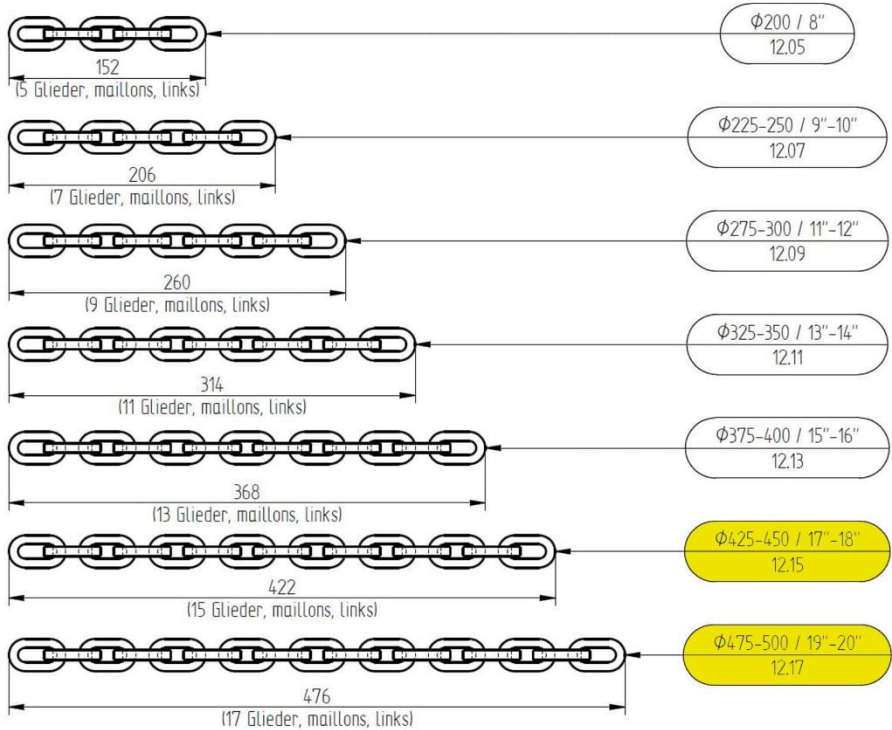 Φ200 / 8"
12.05
152
(5 Glieder, maillons, links)
Φ225-250 / 9"-10"
12.07
206
(7 Glieder, maillons, links)
Φ275-300 / 11"-12"
12.09
260
(9 Glieder, maillons, links)
Φ325-350 / 13"-14"
12.11
314
(11 Glieder, maillons, links)
Φ375-400 / 15"-16"
12.13
368
(13 Glieder, maillons, links)
Φ425-450 / 17"-18"
12.15
422
(15 Glieder, maillons, links)
Φ475-500 / 19"-20"
12.17
476
(17 Glieder, maillons, links)